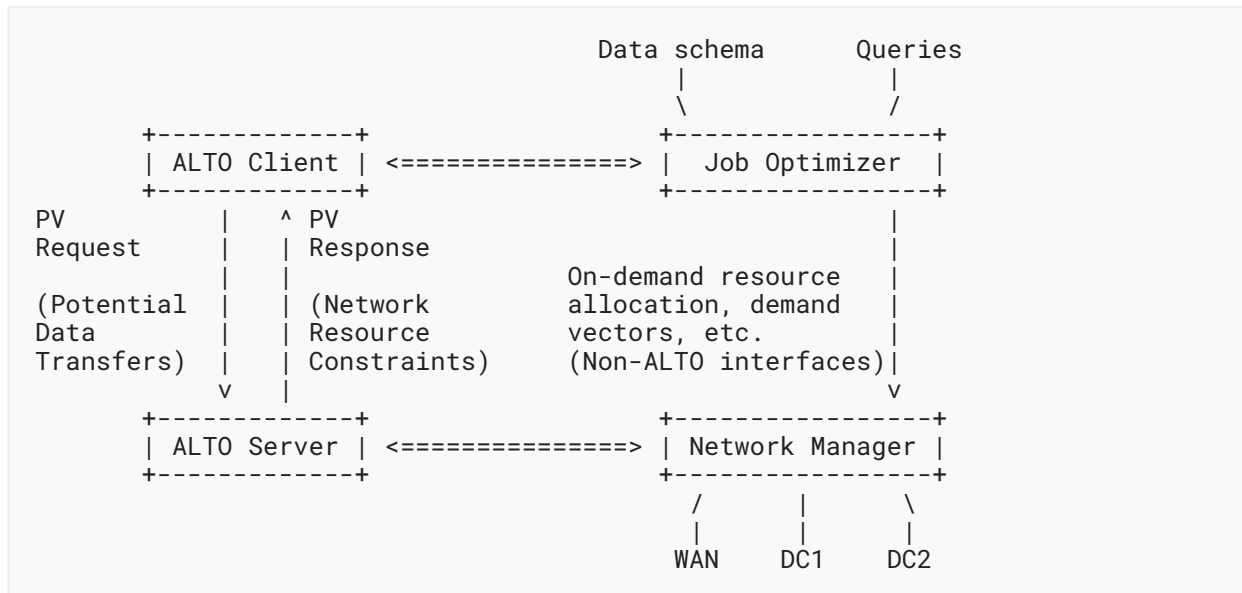 Data schema Queries
| |
\ /
+-------------+ +-----------------+
| ALTO Client | <===============> | Job Optimizer |
+-------------+ +-----------------+
PV | ^ PV |
Request | | Response |
| | On-demand resource |
(Potential | | (Network allocation, demand |
Data | | Resource vectors, etc. |
Transfers) | | Constraints) (Non-ALTO interfaces)|
v | v
+-------------+ +-----------------+
| ALTO Server | <===============> | Network Manager |
+-------------+ +-----------------+
/ | \
| | |
WAN DC1 DC2